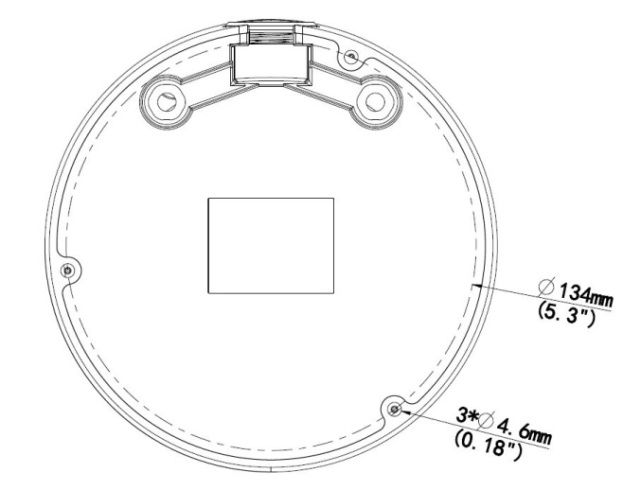 ∅ 134mm
(5.3")
3*∅ 4.6mm
(0.18")